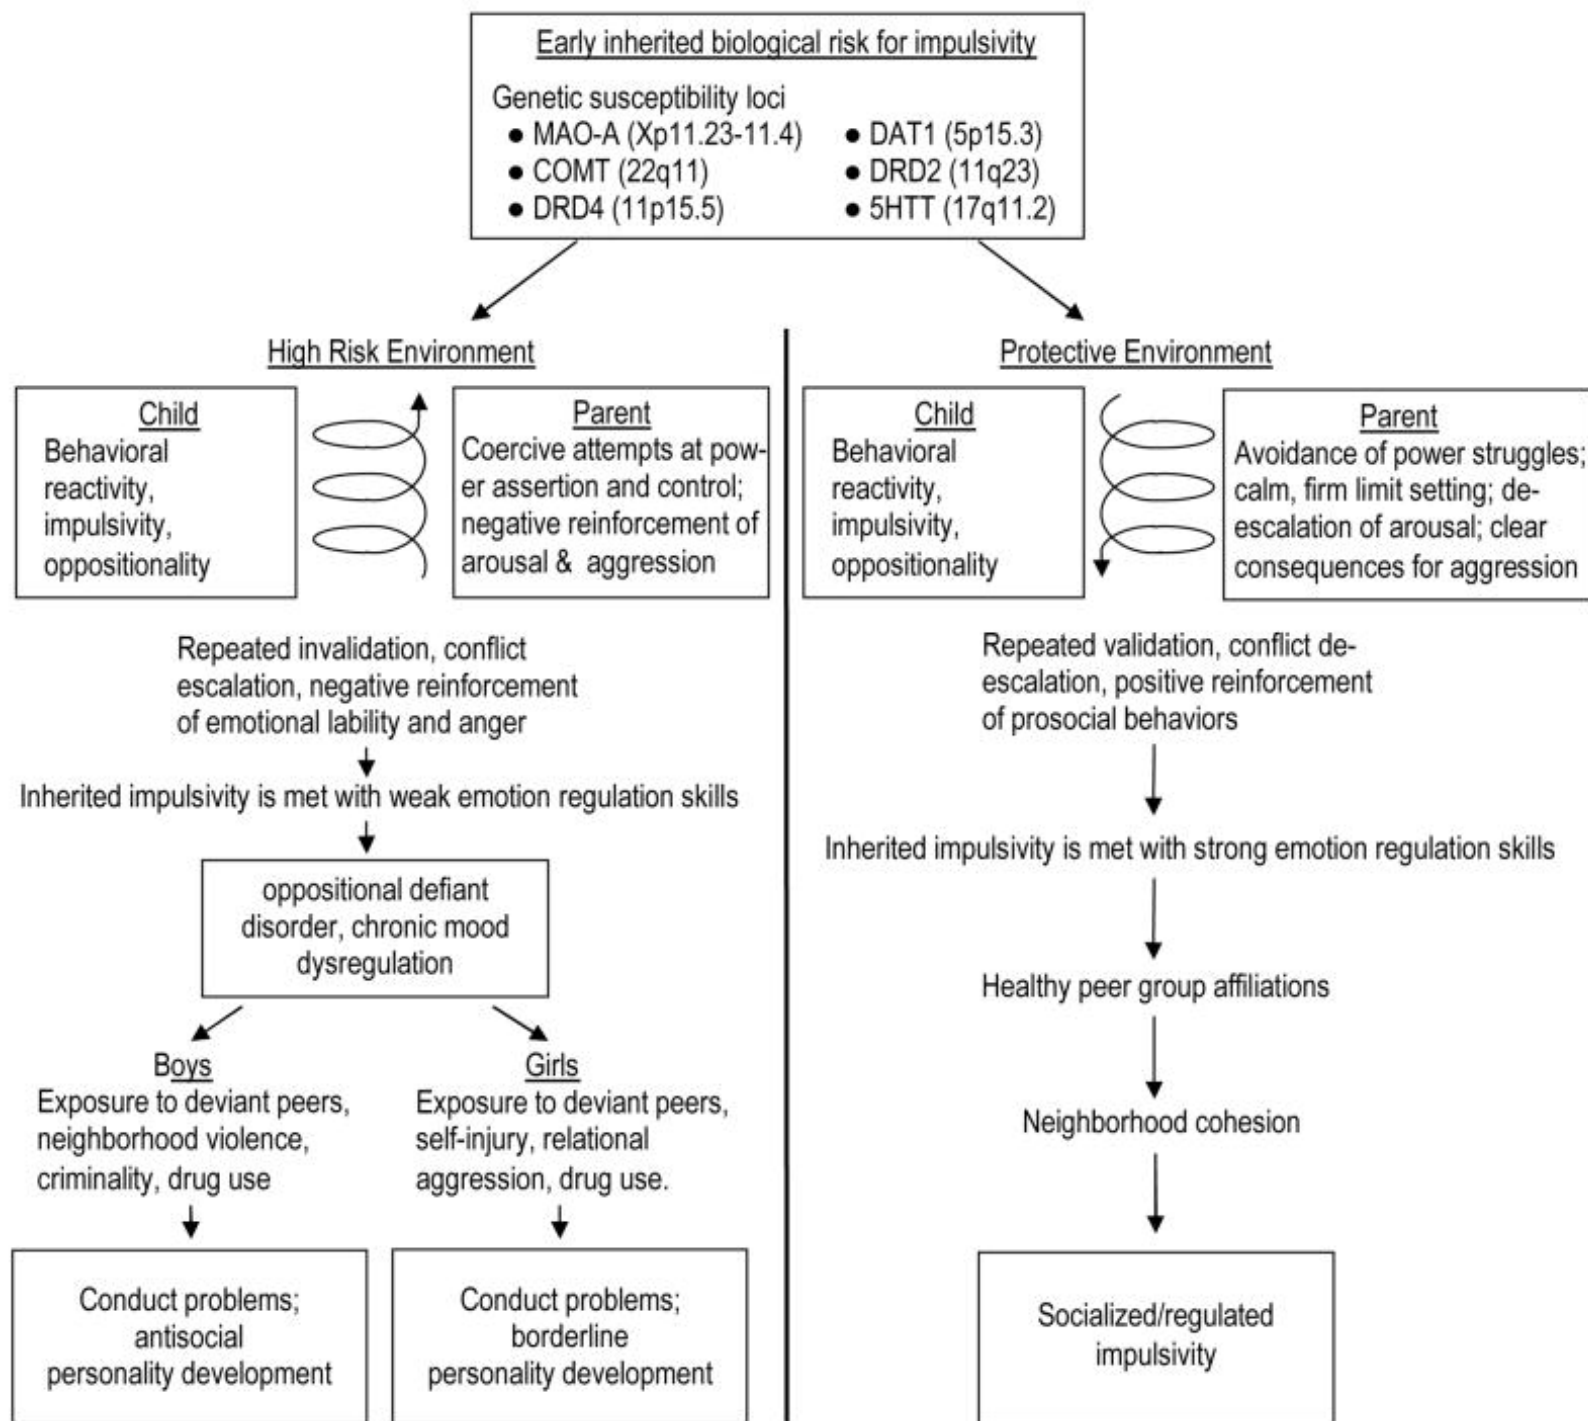 Early inherited biological risk for impulsivity
Genetic susceptibility loci
● MAO-A (Xp11.23-11.4)
● COMT (22q11)
● DRD4 (11p15.5)
● DAT1 (5p15.3)
● DRD2 (11q23)
● 5HTT (17q11.2)
High Risk Environment
Child
Behavioral
reactivity,
impulsivity,
oppositionality
Parent
Coercive attempts at pow-
er assertion and control;
negative reinforcement of
arousal & aggression
Repeated invalidation, conflict
escalation, negative reinforcement
of emotional lability and anger
Inherited impulsivity is met with weak emotion regulation skills
oppositional defiant
disorder, chronic mood
dysregulation
Boys
Exposure to deviant peers,
neighborhood violence,
criminality, drug use
Conduct problems;
antisocial
personality development
Girls
Exposure to deviant peers,
self-injury, relational
aggression, drug use.
Conduct problems;
borderline
personality development
Protective Environment
Child
Behavioral
reactivity,
impulsivity,
oppositionality
Parent
Avoidance of power struggles;
calm, firm limit setting; de-
escalation of arousal; clear
consequences for aggression
Repeated validation, conflict de-
escalation, positive reinforcement
of prosocial behaviors
Inherited impulsivity is met with strong emotion regulation skills
Healthy peer group affiliations
Neighborhood cohesion
Socialized/regulated
impulsivity